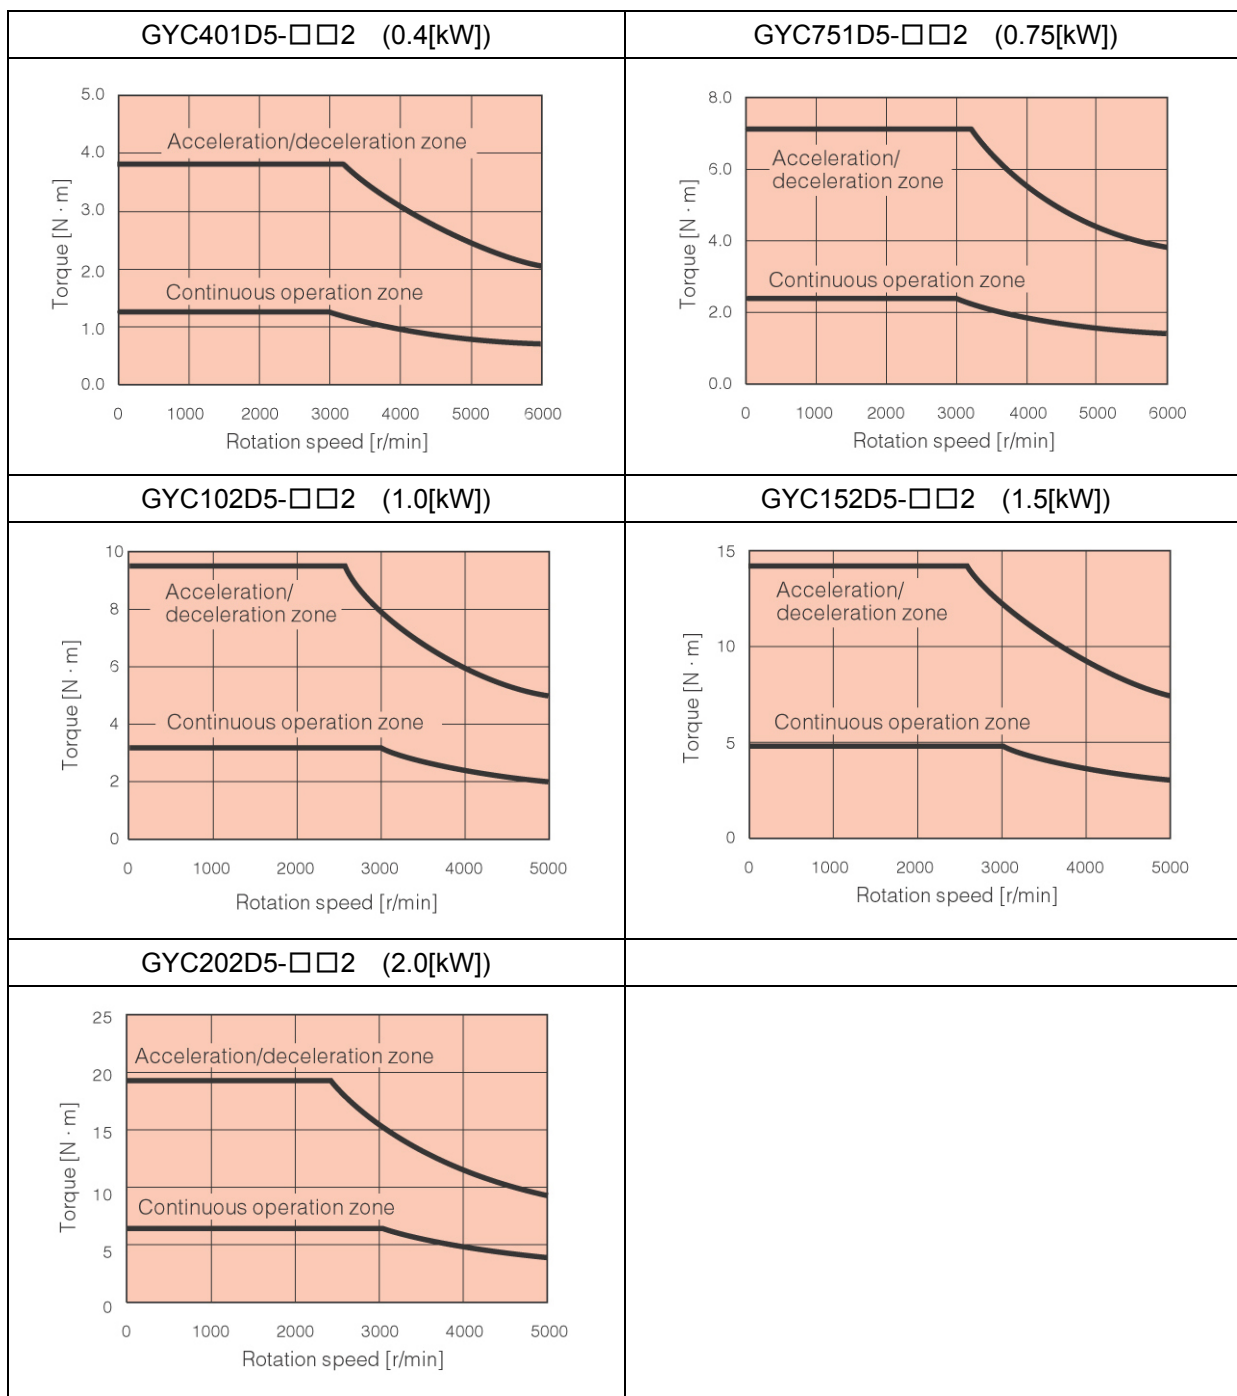 GYC401D5-□□2 (0.4[kW])
GYC751D5-□□2 (0.75[kW])
5.0
4.0
3.0
2.0
1.0
0.0
Torque [N · m]
Acceleration/deceleration zone
Continuous operation zone
0 1000 2000 3000 4000 5000 6000
Rotation speed [r/min]
8.0
6.0
4.0
2.0
0.0
Torque [N · m]
Acceleration/
deceleration zone
Continuous operation zone
0 1000 2000 3000 4000 5000 6000
Rotation speed [r/min]
GYC102D5-□□2 (1.0[kW])
GYC152D5-□□2 (1.5[kW])
10
8
6
4
2
0
Torque [N · m]
Acceleration/
deceleration zone
Continuous operation zone
0 1000 2000 3000 4000 5000
Rotation speed [r/min]
15
10
5
0
Torque [N · m]
Acceleration/
deceleration zone
Continuous operation zone
0 1000 2000 3000 4000 5000
Rotation speed [r/min]
GYC202D5-□□2 (2.0[kW])
25
20
15
10
5
0
Torque [N · m]
Acceleration/deceleration zone
Continuous operation zone
0 1000 2000 3000 4000 5000
Rotation speed [r/min]